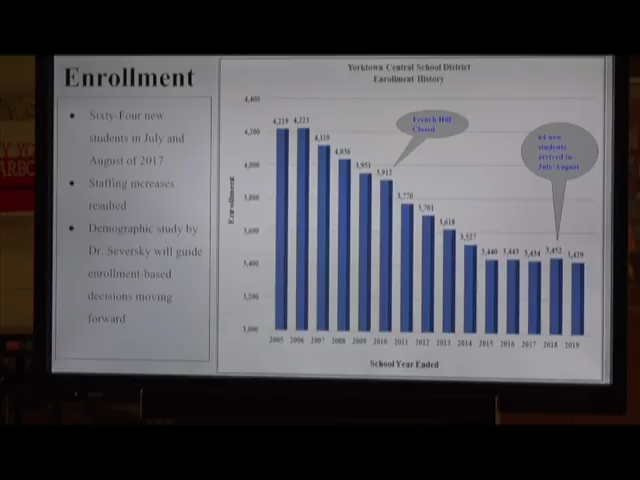 Enrollment
• Sixty-Four new
students in July and
August of 2017
• Staffing increases
resulted
• Demographic study by
Dr. Seversky will guide
enrollment-based
decisions moving
forward
Yorktown Central School District
Enrollment History
4,400
4,200
4,000
3,800
3,600
3,400
3,200
3,000
Enrollment
4,219
4,223
4,119
4,036
3,951
3,912
3,770
3,701
3,618
3,527
3,440
3,443
3,434
3,452
3,429
French Hill
Closed
64 new
students
arrived in
July/August
2005 2006 2007 2008 2009 2010 2011 2012 2013 2014 2015 2016 2017 2018 2019
School Year Ended